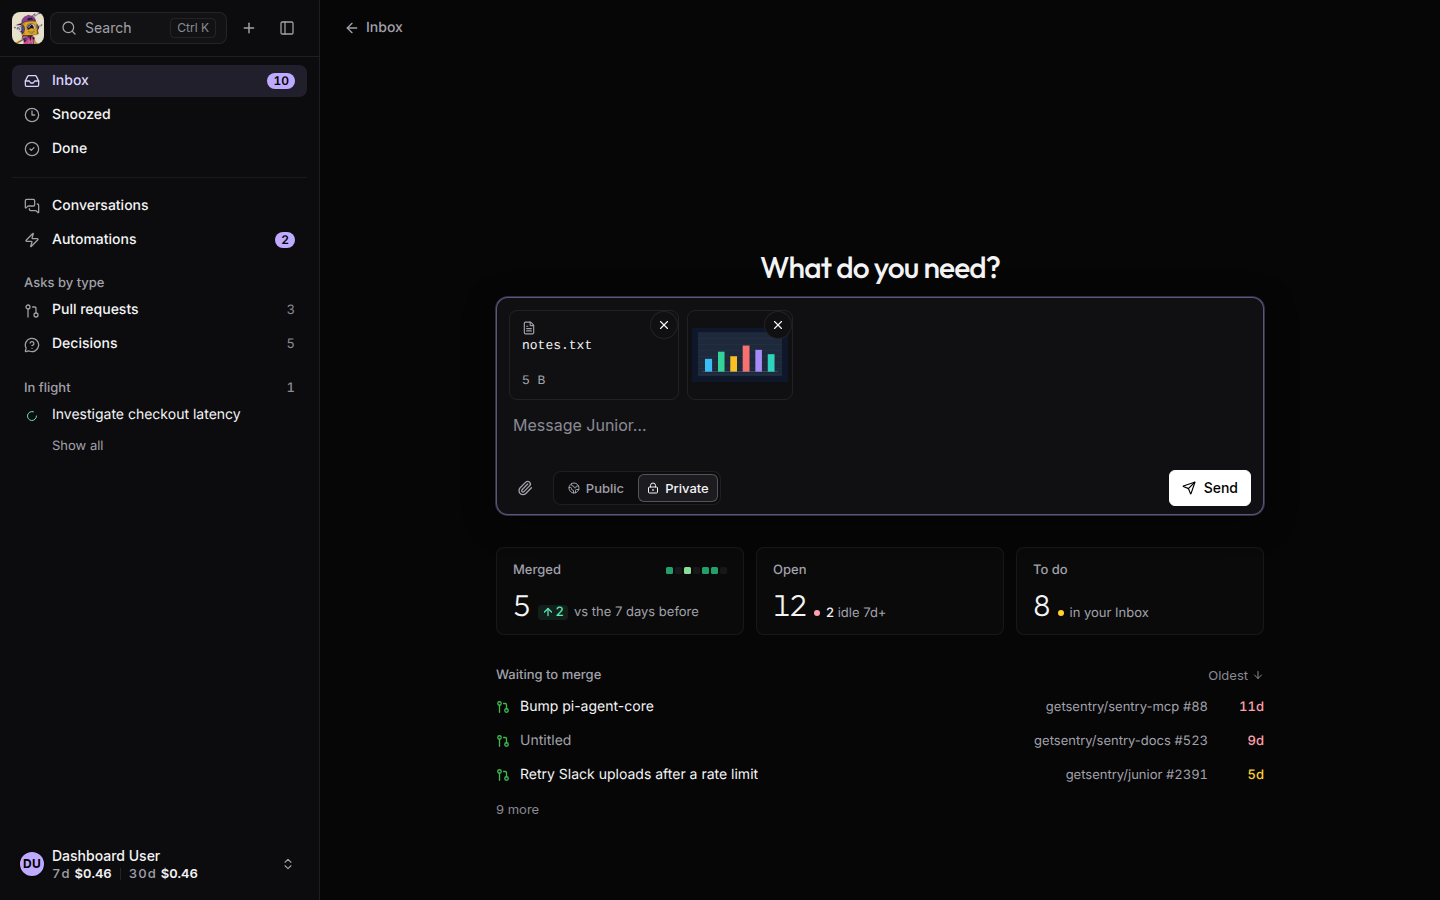 Search
Ctrl K
Inbox
10
Snoozed
Done
Conversations
Automations
2
Asks by type
Pull requests
3
Decisions
5
In flight
1
Investigate checkout latency
Show all
DU
Dashboard User
7d $0.46 30d $0.46
Inbox
What do you need?
notes.txt
5 B
Message Junior...
Public
Private
Send
Merged
5
2
vs the 7 days before
Open
12
2 idle 7d+
To do
8
in your Inbox
Waiting to merge
Oldest
Bump pi-agent-core
getsentry/sentry-mcp #88
11d
Untitled
getsentry/sentry-docs #523
9d
Retry Slack uploads after a rate limit
getsentry/junior #2391
5d
9 more